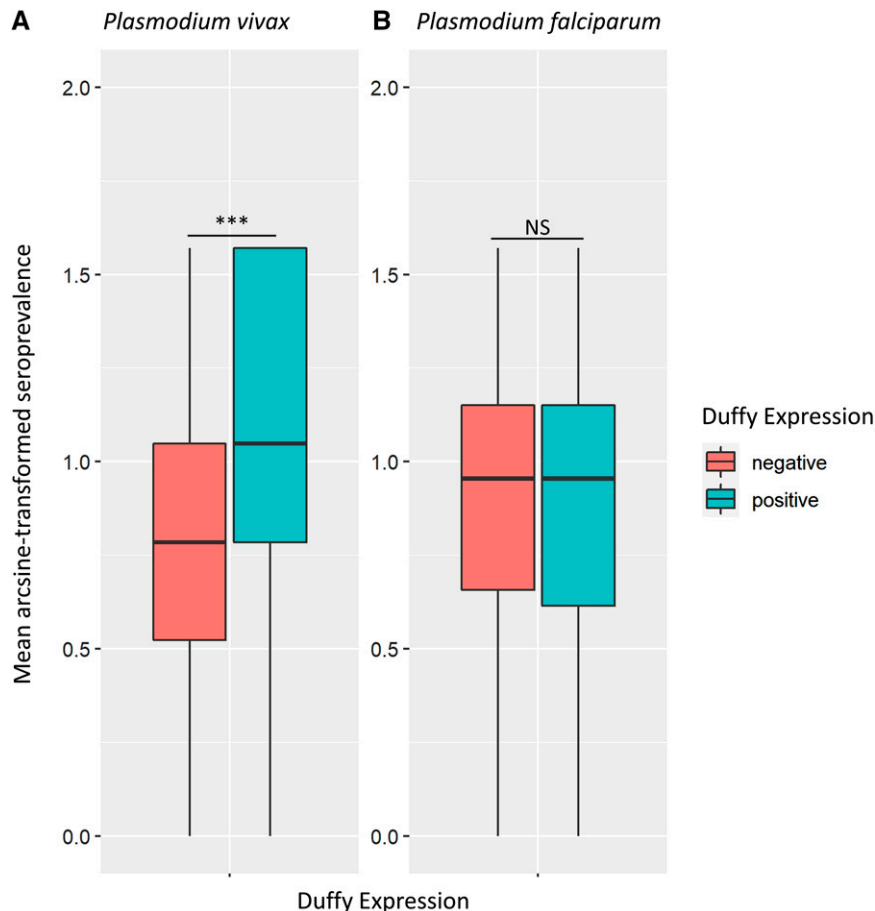 A Plasmodium vivax
B Plasmodium falciparum
Mean arcsine-transformed seroprevalence
2.0
1.5
1.0
0.5
0.0
***
2.0
1.5
1.0
0.5
0.0
NS
Duffy Expression
Duffy Expression
negative
positive